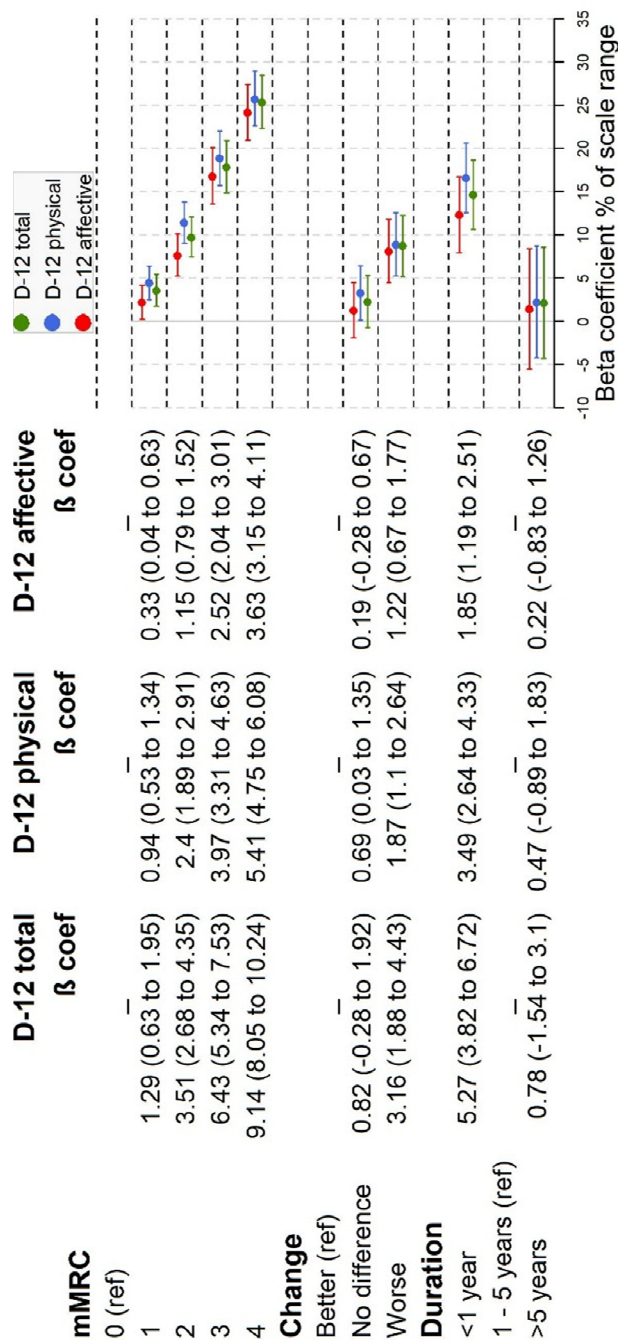 D-12 total D-12 physical D-12 affective
mMRC ß coef ß coef ß coef
0 (ref) – – –
1 1.29 (0.63 to 1.95) 0.94 (0.53 to 1.34) 0.33 (0.04 to 0.63)
2 3.51 (2.68 to 4.35) 2.4 (1.89 to 2.91) 1.15 (0.79 to 1.52)
3 6.43 (5.34 to 7.53) 3.97 (3.31 to 4.63) 2.52 (2.04 to 3.01)
4 9.14 (8.05 to 10.24) 5.41 (4.75 to 6.08) 3.63 (3.15 to 4.11)
Change
Better (ref) – – –
No difference 0.82 (-0.28 to 1.92) 0.69 (0.03 to 1.35) 0.19 (-0.28 to 0.67)
Worse 3.16 (1.88 to 4.43) 1.87 (1.1 to 2.64) 1.22 (0.67 to 1.77)
Duration
<1 year 5.27 (3.82 to 6.72) 3.49 (2.64 to 4.33) 1.85 (1.19 to 2.51)
1 - 5 years (ref) – – –
>5 years 0.78 (-1.54 to 3.1) 0.47 (-0.89 to 1.83) 0.22 (-0.83 to 1.26)
D-12 total
D-12 physical
D-12 affective
-10 -5 0 5 10 15 20 25 30 35
Beta coefficient % of scale range